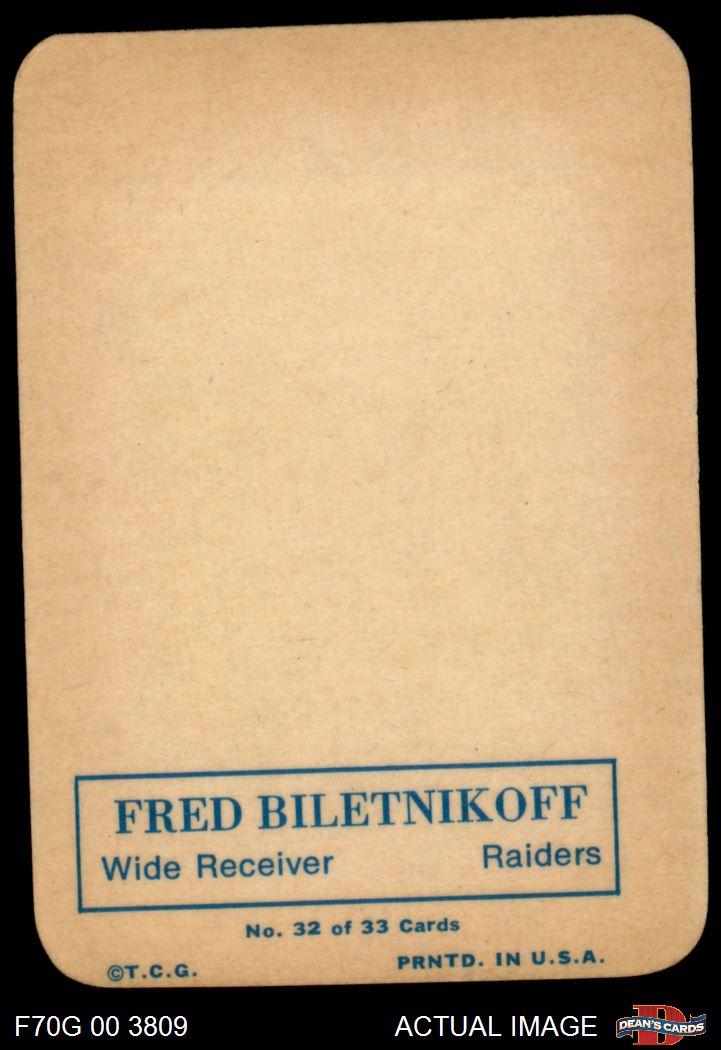 FRED BILETNIKOFF
Wide Receiver Raiders
No. 32 of 33 Cards
©T.C.G. PRNTD. IN U.S.A.
F70G 00 3809 ACTUAL IMAGE D DEAN'S CARDS